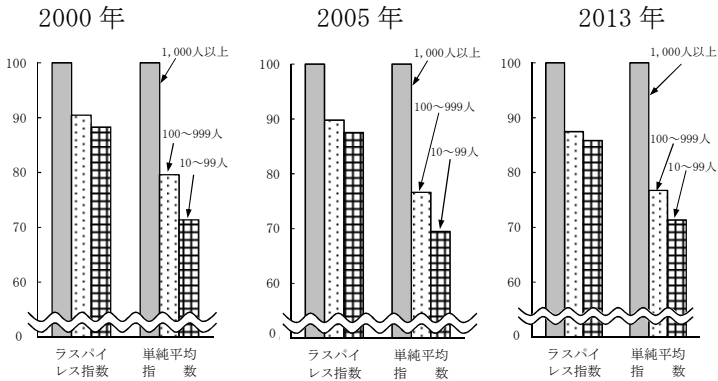 2000 年
100
90
80
70
60
0
1,000人以上
100～999人
10～99人
ラスパイ
レス指数
単純平均
指　　数
2005 年
100
90
80
70
60
0
1,000人以上
100～999人
10～99人
ラスパイ
レス指数
単純平均
指　　数
2013 年
100
90
80
70
60
0
1,000人以上
100～999人
10～99人
ラスパイ
レス指数
単純平均
指　　数